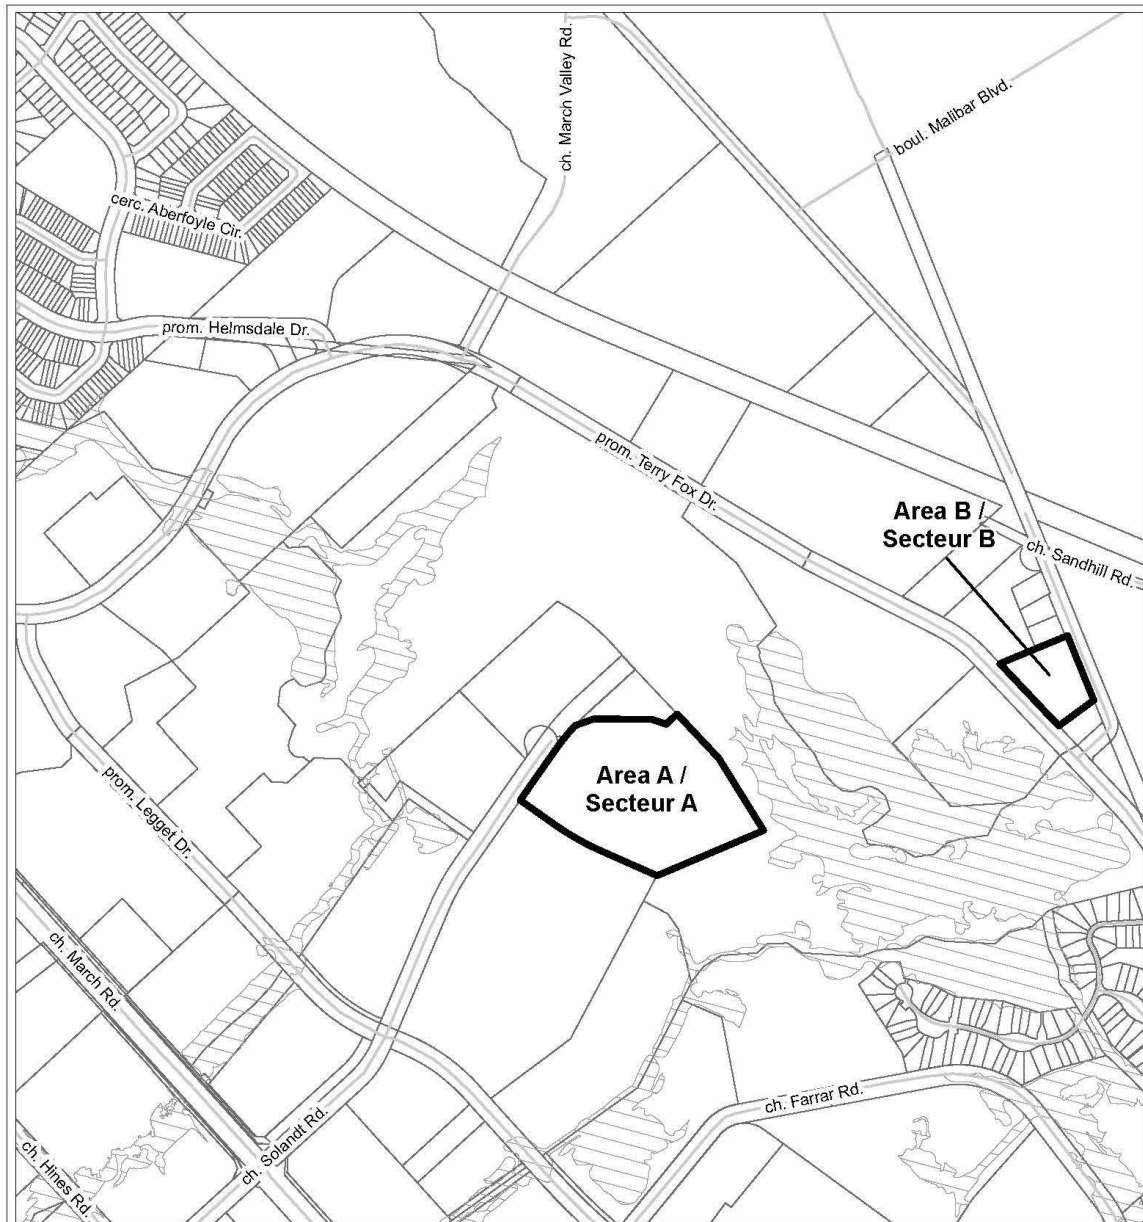 ch. March Valley Rd.
boul. Malibar Blvd.
cerc. Aberfoyle Cir.
prom. Helmsdale Dr.
prom. Terry Fox Dr.
Area B /
Secteur B
ch. Sandhill Rd.
Area A /
Secteur A
prom. Legget Dr.
ch. March Rd.
ch. Farrar Rd.
ch. Solandt Rd.
ch. Hines Rd.